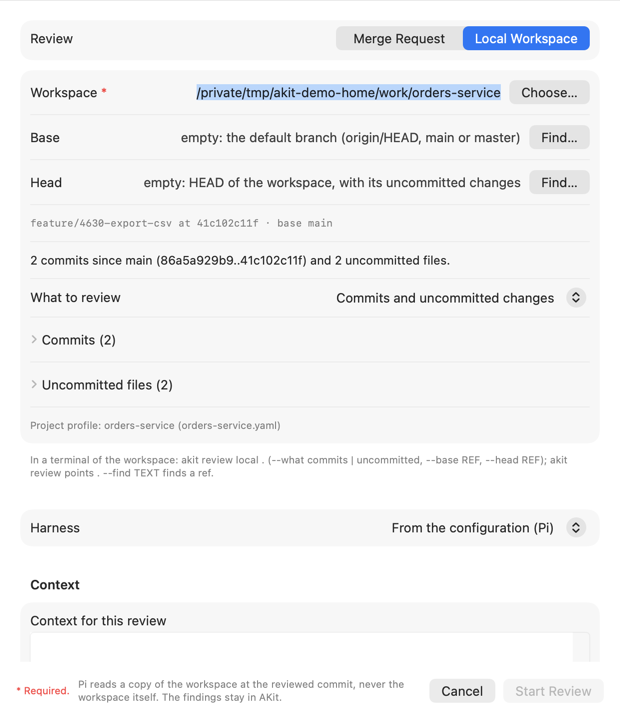 Review
Merge Request
Local Workspace
Workspace *
/private/tmp/akit-demo-home/work/orders-service
Choose...
Base
empty: the default branch (origin/HEAD, main or master)
Find...
Head
empty: HEAD of the workspace, with its uncommitted changes
Find...
feature/4630-export-csv at 41c102c11f · base main
2 commits since main (86a5a929b9..41c102c11f) and 2 uncommitted files.
What to review
Commits and uncommitted changes
Commits (2)
Uncommitted files (2)
Project profile: orders-service (orders-service.yaml)
In a terminal of the workspace: akit review local . (--what commits | uncommitted, --base REF, --head REF); akit
review points . --find TEXT finds a ref.
Harness
From the configuration (Pi)
Context
Context for this review
* Required.
Pi reads a copy of the workspace at the reviewed commit, never the
workspace itself. The findings stay in AKit.
Cancel
Start Review